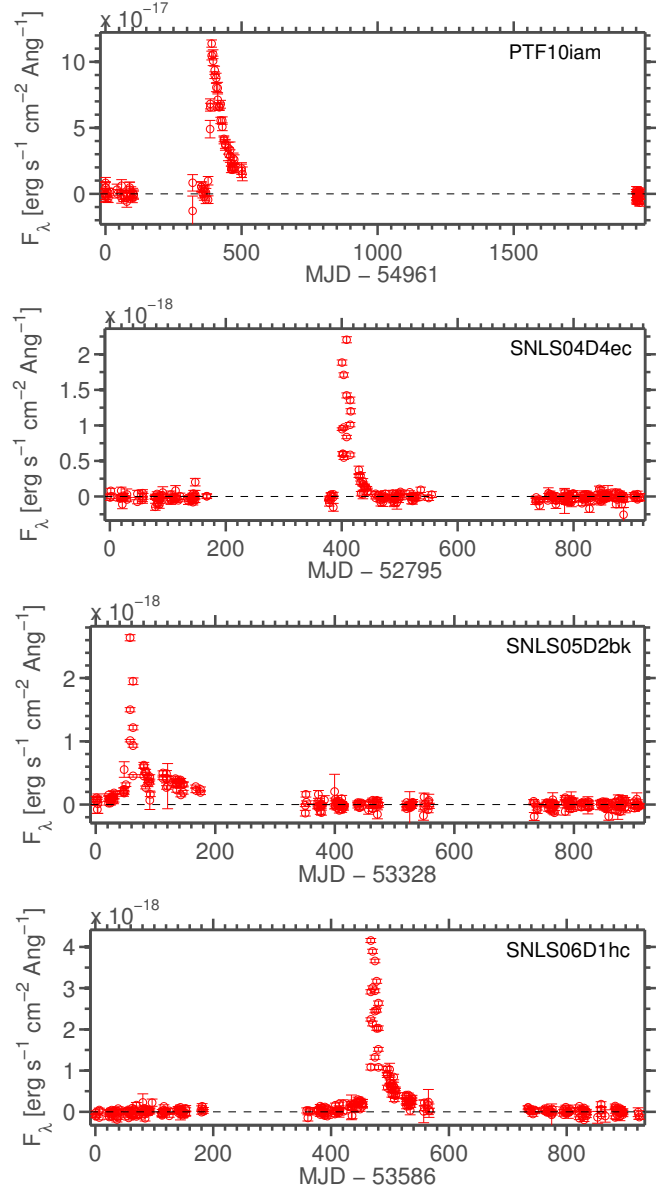 x 10⁻¹⁷
PTF10iam
10
5
0
F_λ [erg s⁻¹ cm⁻² Ang⁻¹]
0 500 1000 1500
MJD − 54961
x 10⁻¹⁸
SNLS04D4ec
2
1.5
1
0.5
0
F_λ [erg s⁻¹ cm⁻² Ang⁻¹]
0 200 400 600 800
MJD − 52795
x 10⁻¹⁸
SNLS05D2bk
2
1
0
F_λ [erg s⁻¹ cm⁻² Ang⁻¹]
0 200 400 600 800
MJD − 53328
x 10⁻¹⁸
SNLS06D1hc
4
3
2
1
0
F_λ [erg s⁻¹ cm⁻² Ang⁻¹]
0 200 400 600 800
MJD − 53586